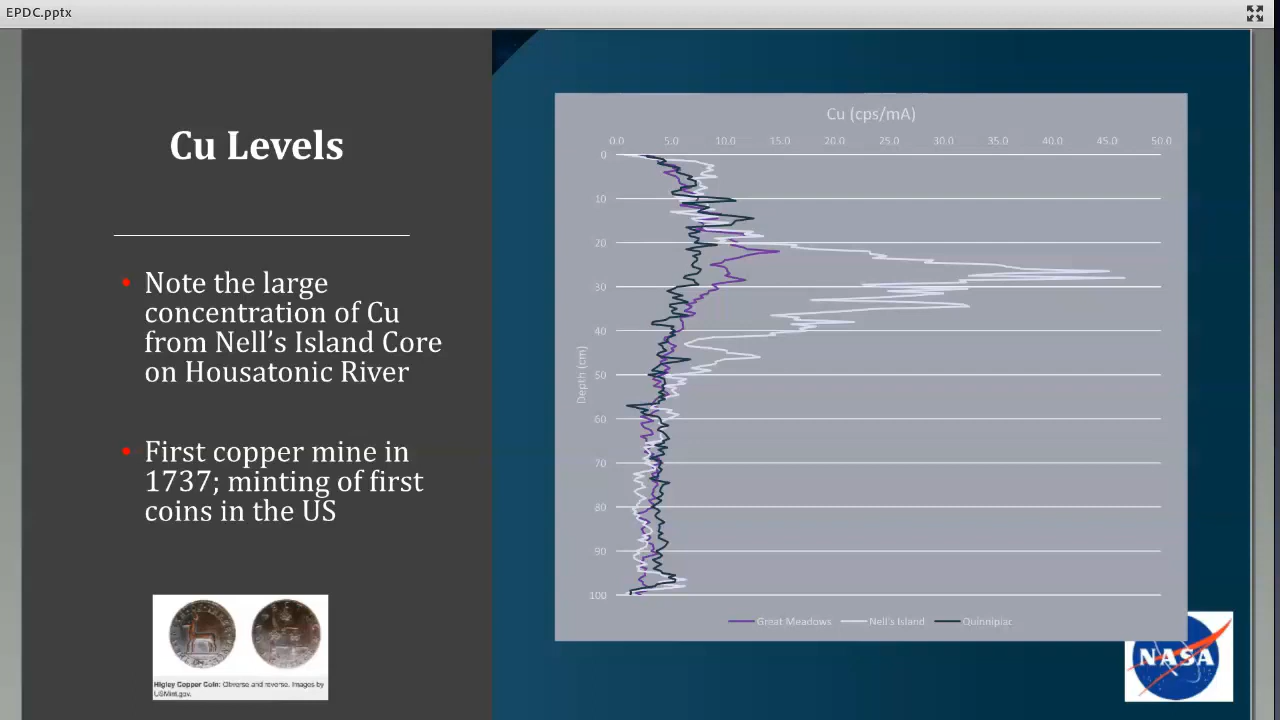 EPDC.pptx
Cu Levels
• Note the large
concentration of Cu
from Nell’s Island Core
on Housatonic River
• First copper mine in
1737; minting of first
coins in the US
Higley Copper Coin: Obverse and reverse. Images by
USMint.gov.
Cu (cps/mA)
0.0 5.0 10.0 15.0 20.0 25.0 30.0 35.0 40.0 45.0 50.0
0
10
20
30
40
50
60
70
80
90
100
Depth (cm)
Great Meadows Nell's Island Quinnipiac
NASA